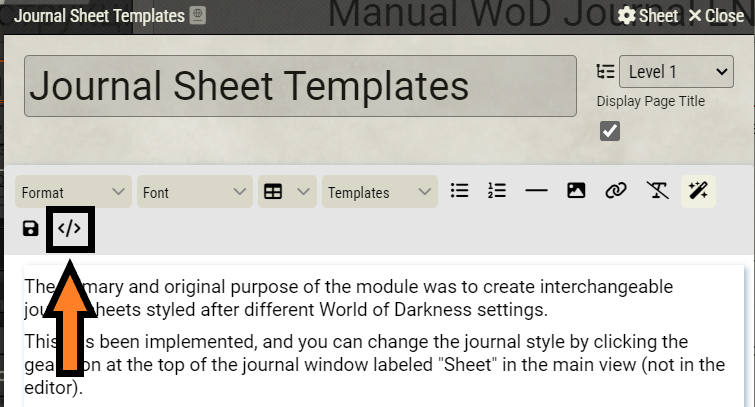 Manual WoD Journal EN
Journal Sheet Templates Sheet Close
Journal Sheet Templates
Level 1
Display Page Title
Format Font Templates
</>
The primary and original purpose of the module was to create interchangeable
journal sheets styled after different World of Darkness settings.
This has been implemented, and you can change the journal style by clicking the
gear icon at the top of the journal window labeled "Sheet" in the main view (not in the
editor).